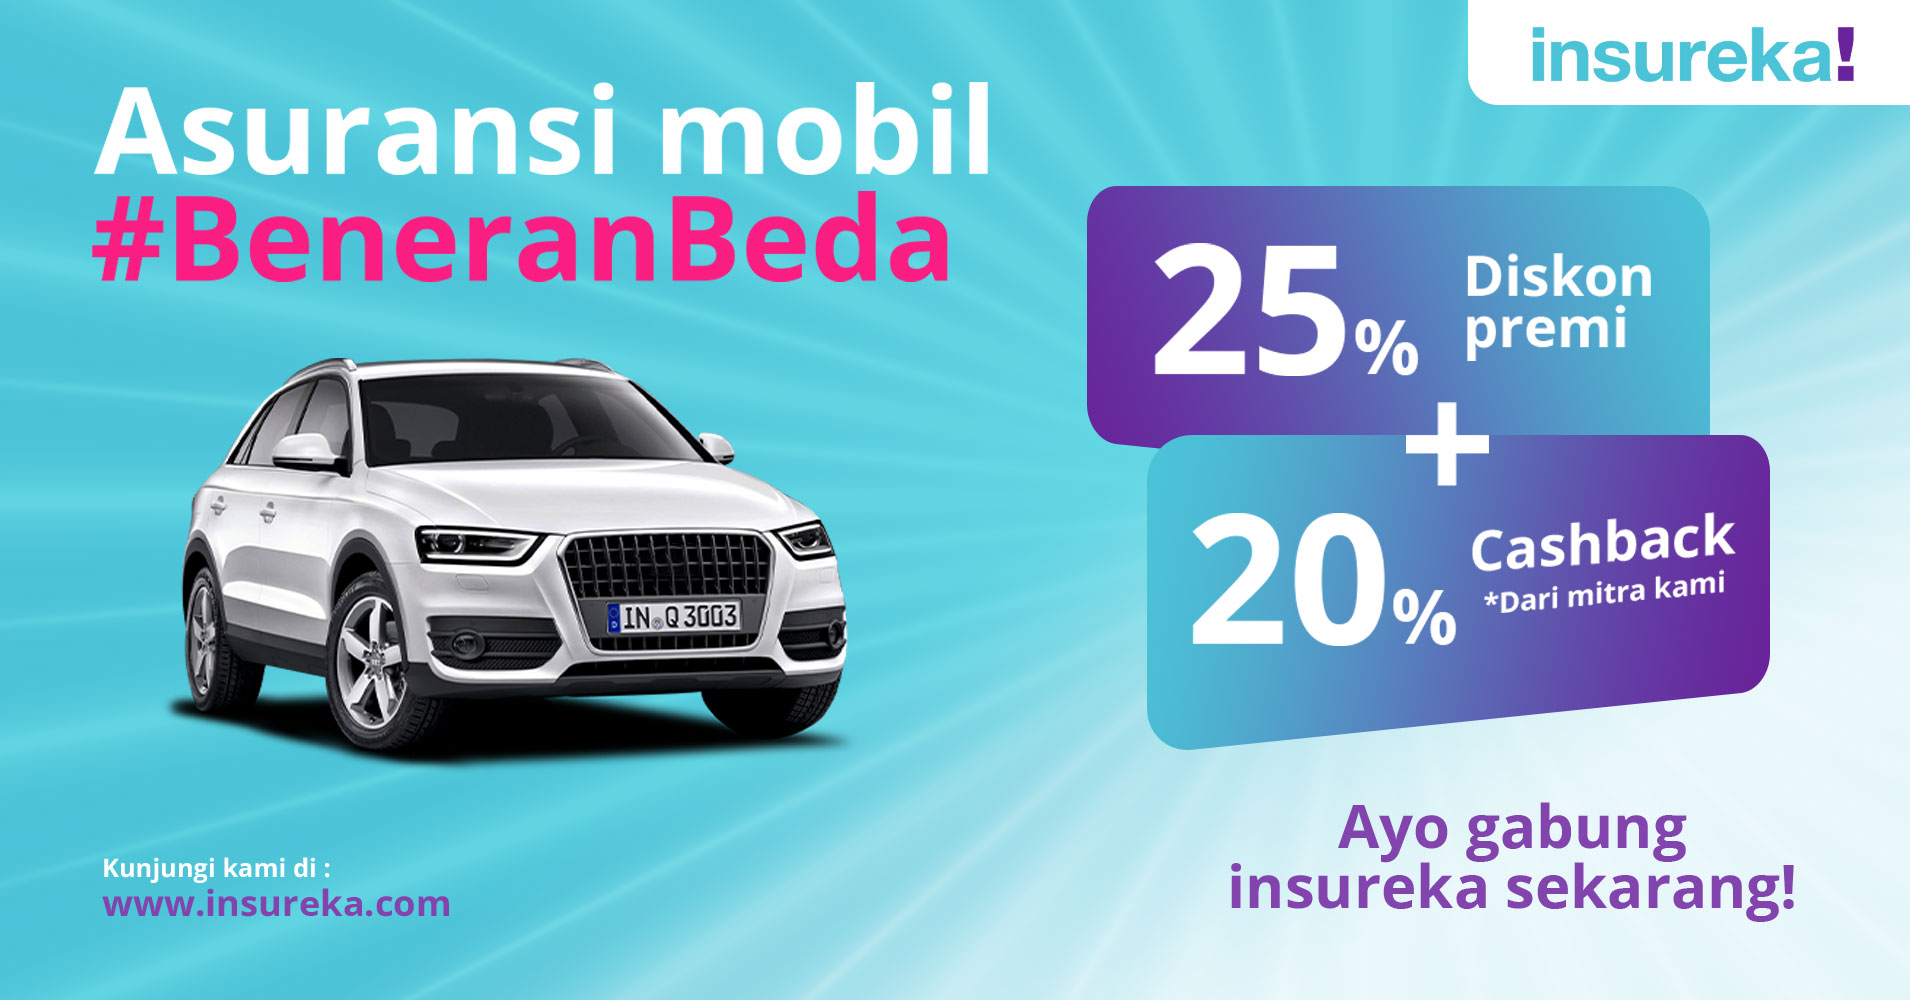 insureka!
Asuransi mobil
#BeneranBeda
25% Diskon
premi
+
20% Cashback
*Dari mitra kami
IN Q 3003
Ayo gabung
insureka sekarang!
Kunjungi kami di :
www.insureka.com